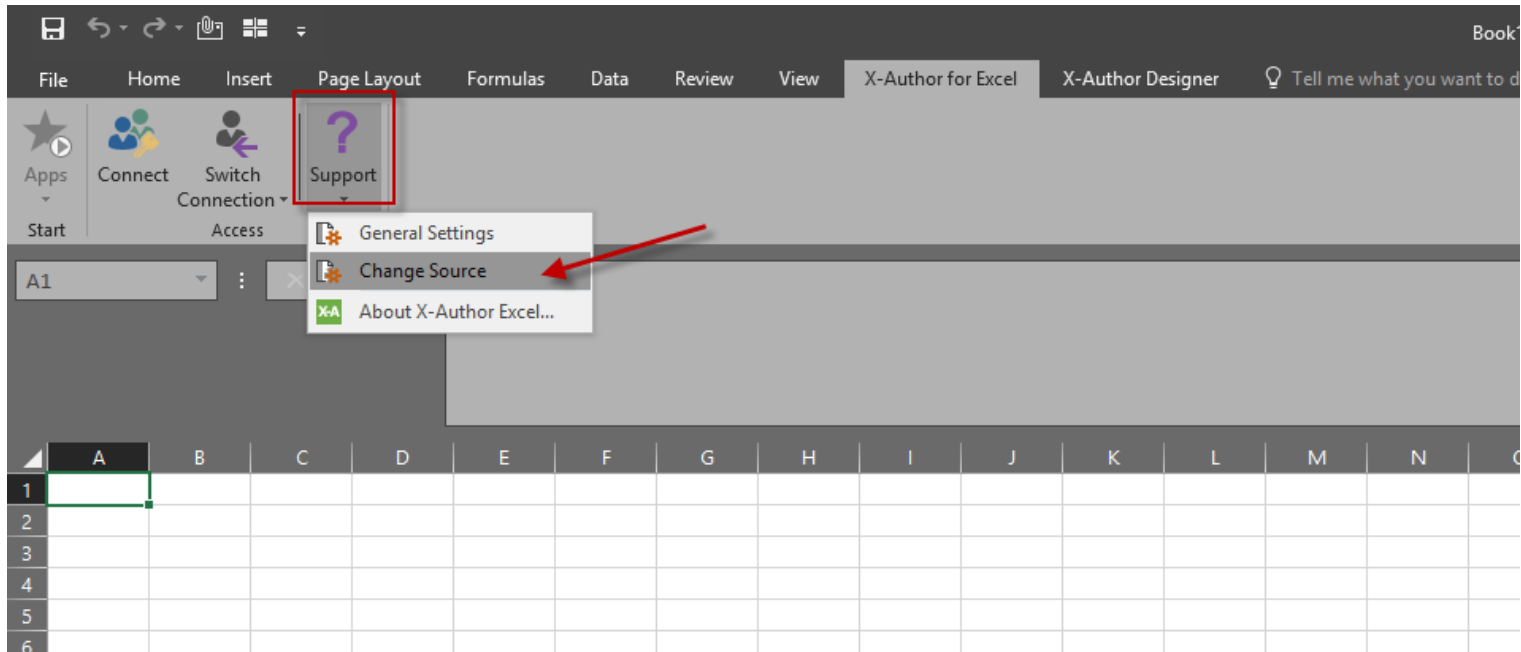 Book1
File Home Insert Page Layout Formulas Data Review View X-Author for Excel X-Author Designer Tell me what you want to d
Apps Connect Switch Connection Support
Start Access
General Settings
Change Source
X-A About X-Author Excel...
A1
A B C D E F G H I J K L M N
1
2
3
4
5
6